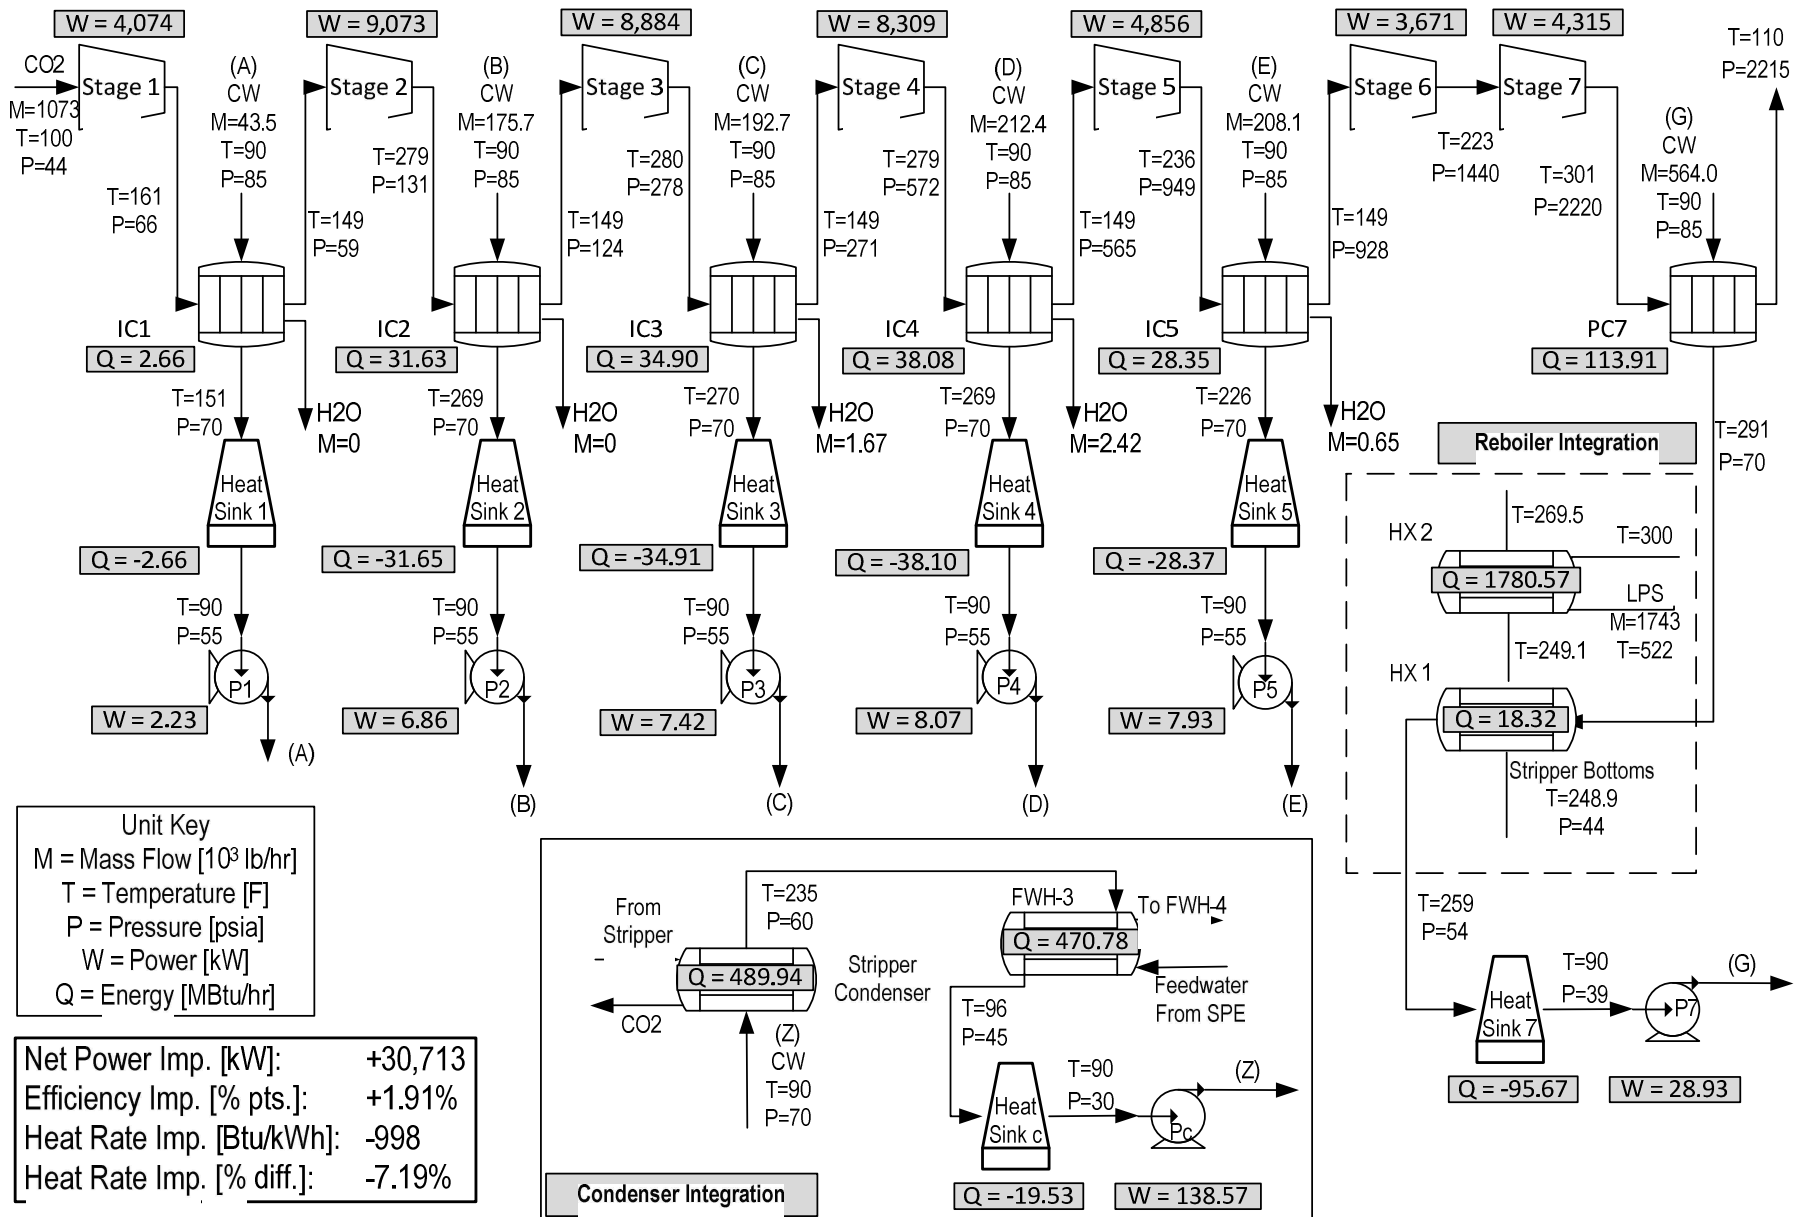 W = 4,074
W = 9,073
W = 8,884
W = 8,309
W = 4,856
W = 3,671
W = 4,315
CO2
M=1073
T=100
P=44
Stage 1
T=161
P=66
(A)
CW
M=43.5
T=90
P=85
T=149
P=59
IC1
Q = 2.66
T=151
P=70
H2O
M=0
Heat
Sink 1
Q = -2.66
T=90
P=55
P1
W = 2.23
(A)
Stage 2
T=279
P=131
(B)
CW
M=175.7
T=90
P=85
T=149
P=124
IC2
Q = 31.63
T=269
P=70
H2O
M=0
Heat
Sink 2
Q = -31.65
T=90
P=55
P2
W = 6.86
(B)
Stage 3
T=280
P=278
(C)
CW
M=192.7
T=90
P=85
T=149
P=271
IC3
Q = 34.90
T=270
P=70
H2O
M=1.67
Heat
Sink 3
Q = -34.91
T=90
P=55
P3
W = 7.42
(C)
Stage 4
T=279
P=572
(D)
CW
M=212.4
T=90
P=85
T=149
P=565
IC4
Q = 38.08
T=269
P=70
H2O
M=2.42
Heat
Sink 4
Q = -38.10
T=90
P=55
P4
W = 8.07
(D)
Stage 5
T=236
P=949
(E)
CW
M=208.1
T=90
P=85
T=149
P=928
IC5
Q = 28.35
T=226
P=70
H2O
M=0.65
Heat
Sink 5
Q = -28.37
T=90
P=55
P5
W = 7.93
(E)
Stage 6
T=223
P=1440
Stage 7
T=301
P=2220
(G)
CW
M=564.0
T=90
P=85
T=110
P=2215
PC7
Q = 113.91
T=291
P=70
Reboiler Integration
T=269.5
HX 2
T=300
Q = 1780.57
LPS
M=1743
T=522
T=249.1
HX 1
Q = 18.32
Stripper Bottoms
T=248.9
P=44
T=259
P=54
Heat
Sink 7
T=90
P=39
P7
(G)
Q = -95.67
W = 28.93
Unit Key
M = Mass Flow [10³ lb/hr]
T = Temperature [F]
P = Pressure [psia]
W = Power [kW]
Q = Energy [MBtu/hr]
Net Power Imp. [kW]: +30,713
Efficiency Imp. [% pts.]: +1.91%
Heat Rate Imp. [Btu/kWh]: -998
Heat Rate Imp. [% diff.]: -7.19%
From
Stripper
T=235
P=60
Q = 489.94
Stripper
Condenser
CO2
(Z)
CW
T=90
P=70
FWH-3
To FWH-4
Q = 470.78
Feedwater
From SPE
T=96
P=45
Heat
Sink c
T=90
P=30
Pc
(Z)
Q = -19.53
W = 138.57
Condenser Integration